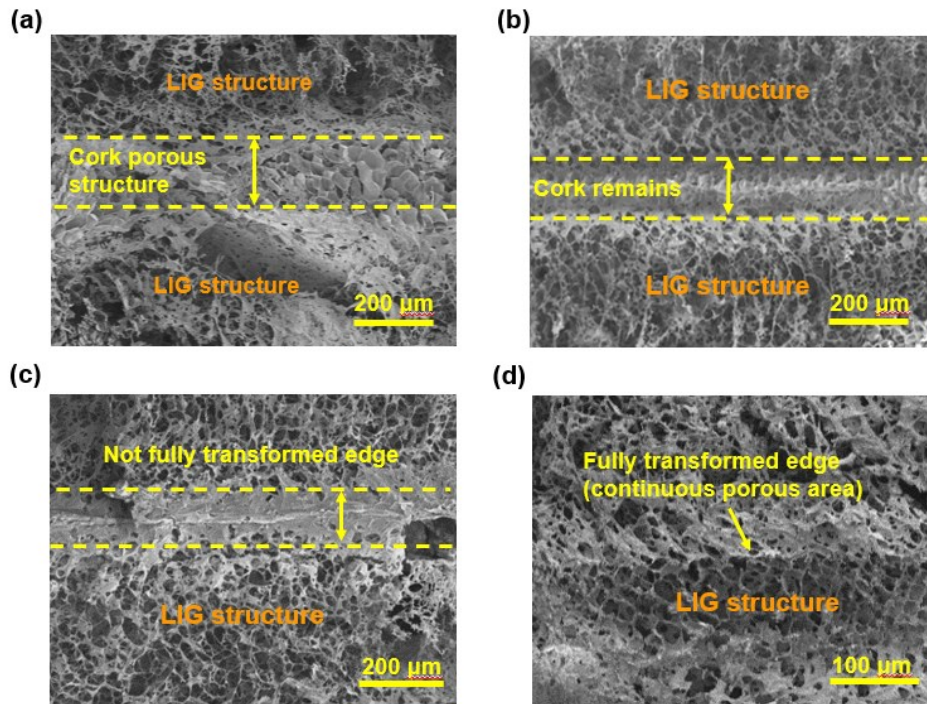 (a)
LIG structure
Cork porous
structure
LIG structure
200 µm
(b)
LIG structure
Cork remains
LIG structure
200 µm
(c)
Not fully transformed edge
LIG structure
200 µm
(d)
Fully transformed edge
(continuous porous area)
LIG structure
100 µm